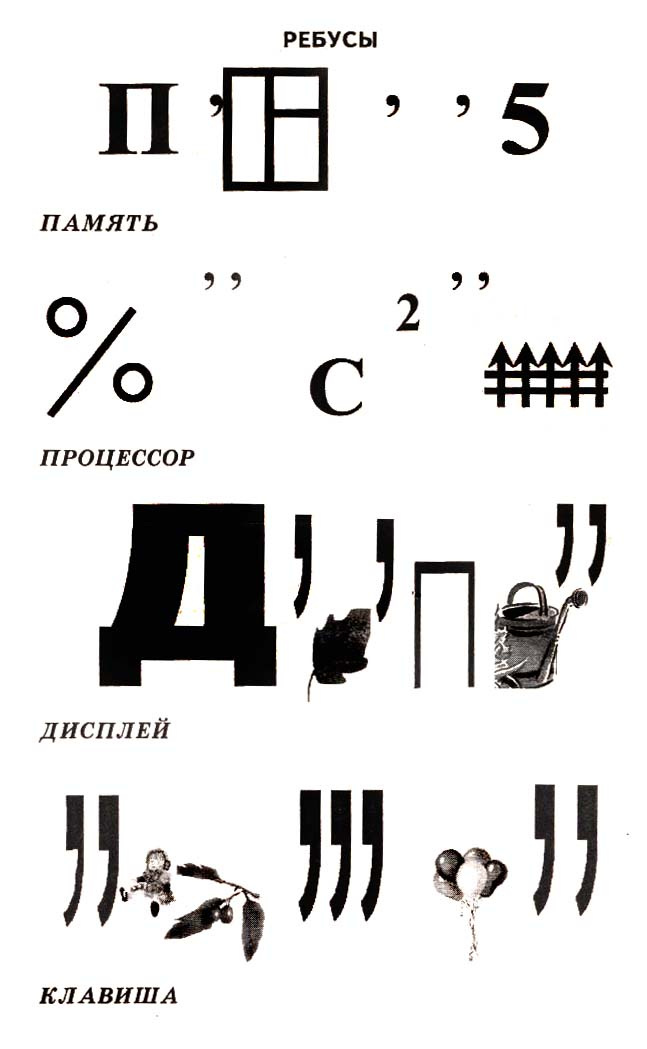 РЕБУСЫ
П ’ ’ ’ 5
ПАМЯТЬ
% ’’ С 2 ’’
ПРОЦЕССОР
Д ’ ’ П ’’
ДИСПЛЕЙ
’’ ’’’ ’’
КЛАВИША